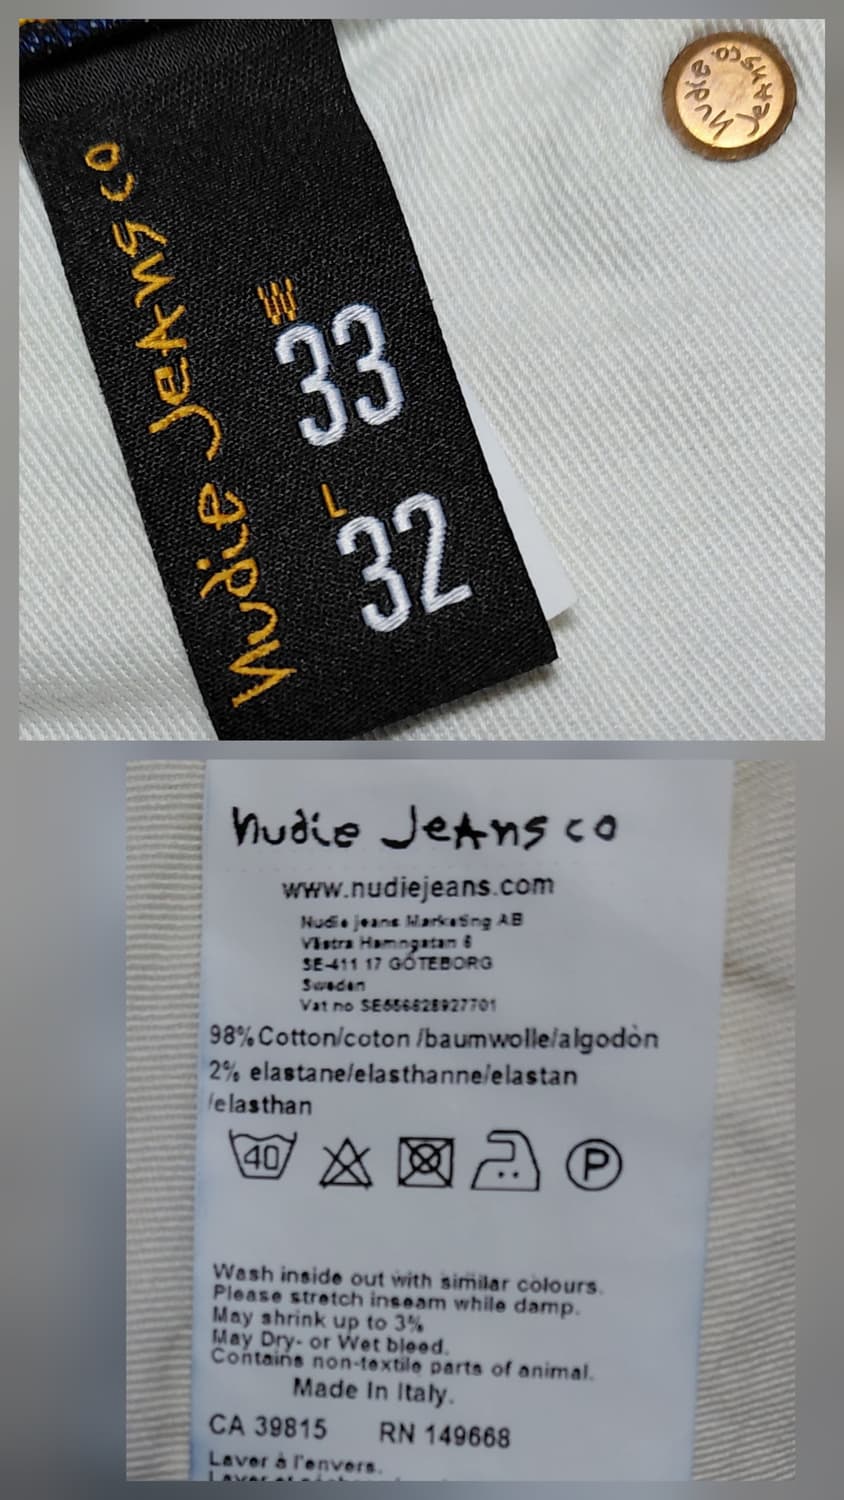 nudie jeans co
W
33
L
32
nudie jeans co
nudie jeans co
www.nudiejeans.com
Nudie jeans Marketing AB
Västra Hamngatan 6
SE-411 17 GÖTEBORG
Sweden
Vat no SE556628927701
98% Cotton/coton /baumwolle/algodòn
2% elastane/elasthanne/elastan
/elasthan
40
P
Wash inside out with similar colours.
Please stretch inseam while damp.
May shrink up to 3%
May Dry- or Wet bleed.
Contains non-textile parts of animal.
Made In Italy.
CA 39815 RN 149668
Laver à l'envers.